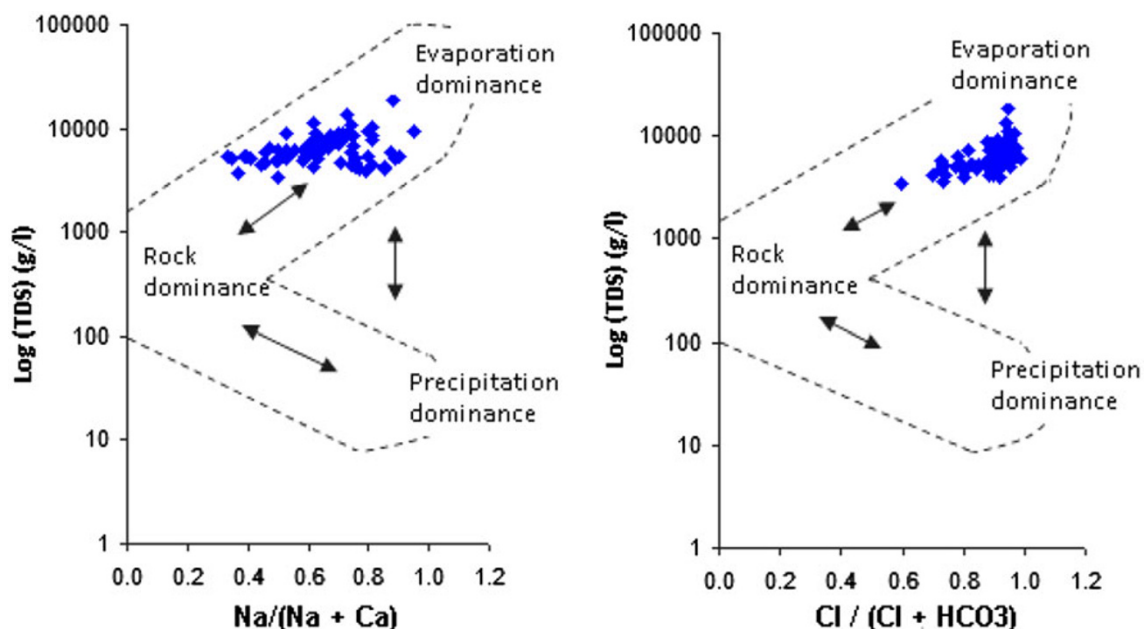 100000
10000
1000
100
10
1
Log (TDS) (g/l)
Evaporation
dominance
Rock
dominance
Precipitation
dominance
0.0 0.2 0.4 0.6 0.8 1.0 1.2
Na/(Na + Ca)
100000
10000
1000
100
10
1
Log (TDS) (g/l)
Evaporation
dominance
Rock
dominance
Precipitation
dominance
0.0 0.2 0.4 0.6 0.8 1.0 1.2
Cl / (Cl + HCO3)